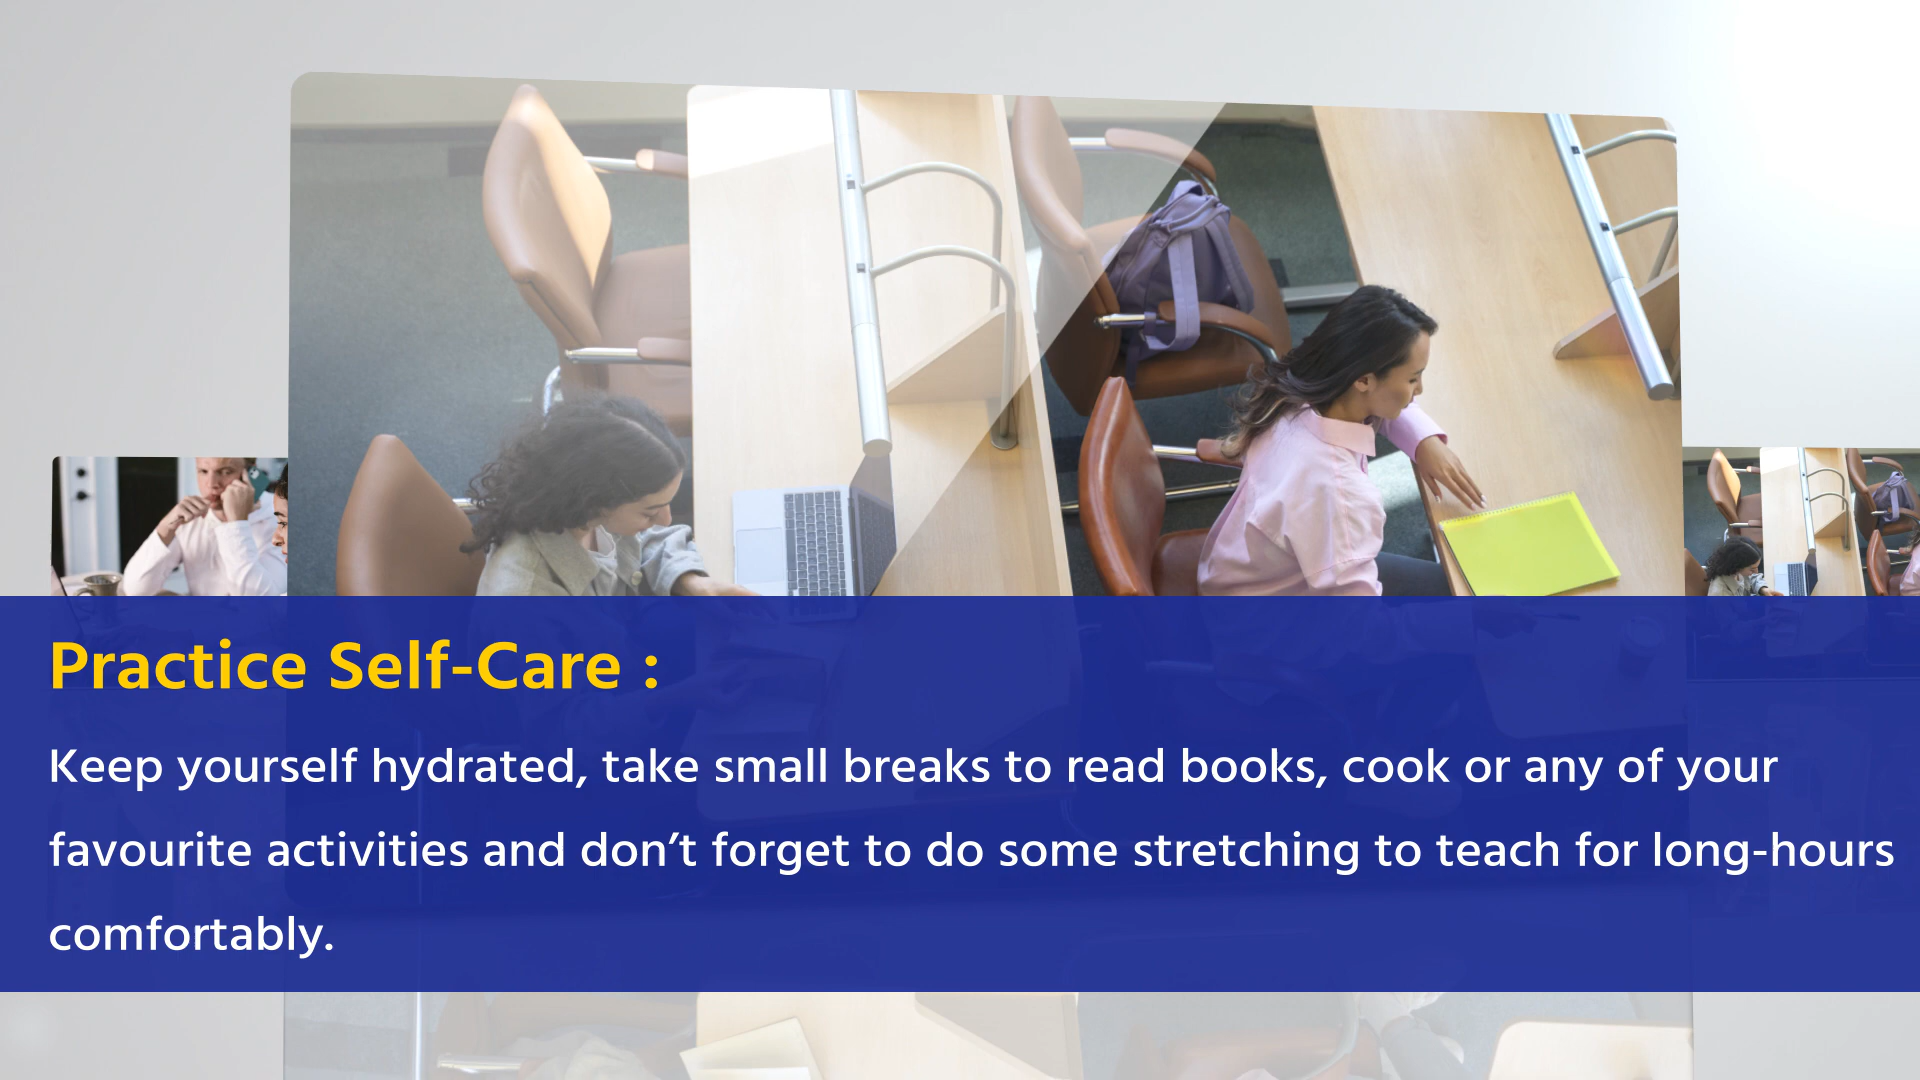 Practice Self-Care :
Keep yourself hydrated, take small breaks to read books, cook or any of your
favourite activities and don’t forget to do some stretching to teach for long-hours
comfortably.